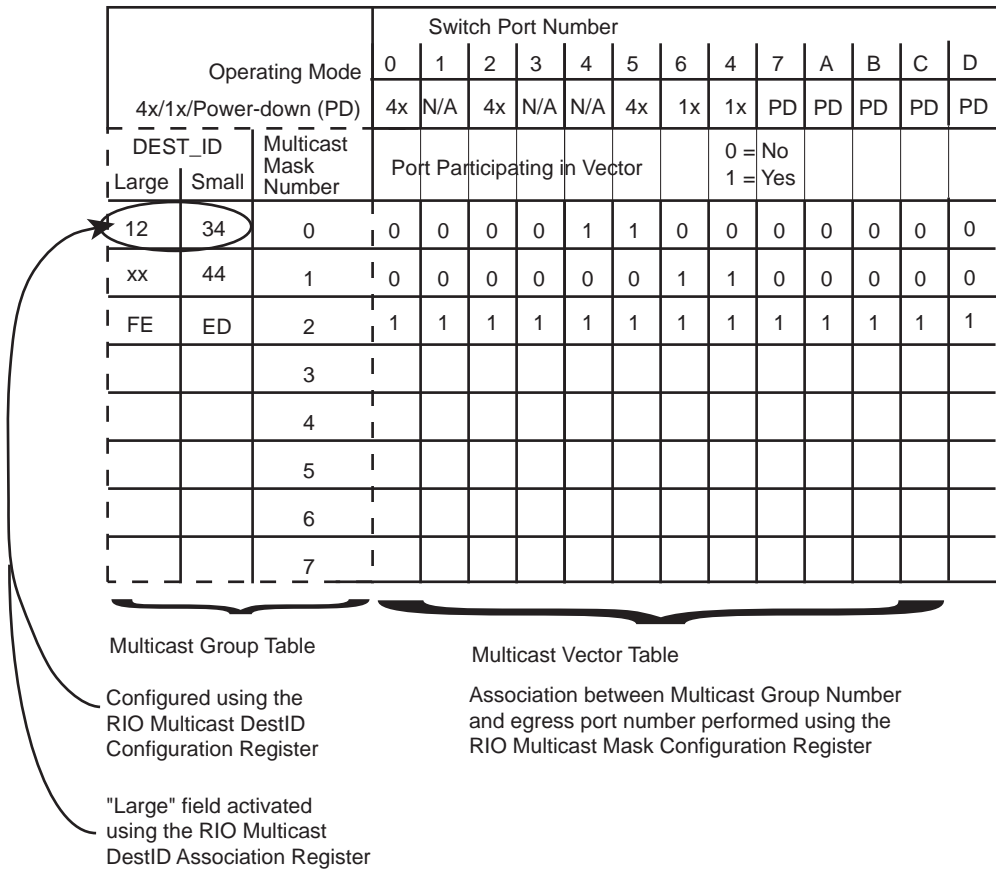 Switch Port Number
Operating Mode 0 1 2 3 4 5 6 4 7 A B C D
4x/1x/Power-down (PD) 4x N/A 4x N/A N/A 4x 1x 1x PD PD PD PD PD
DEST_ID Multicast Mask Number
Large Small
Port Participating in Vector
0 = No
1 = Yes
12 34 0 0 0 0 0 1 1 0 0 0 0 0 0 0
xx 44 1 0 0 0 0 0 0 1 1 0 0 0 0 0
FE ED 2 1 1 1 1 1 1 1 1 1 1 1 1 1
3
4
5
6
7
Multicast Group Table
Configured using the
RIO Multicast DestID
Configuration Register
"Large" field activated
using the RIO Multicast
DestID Association Register
Multicast Vector Table
Association between Multicast Group Number
and egress port number performed using the
RIO Multicast Mask Configuration Register